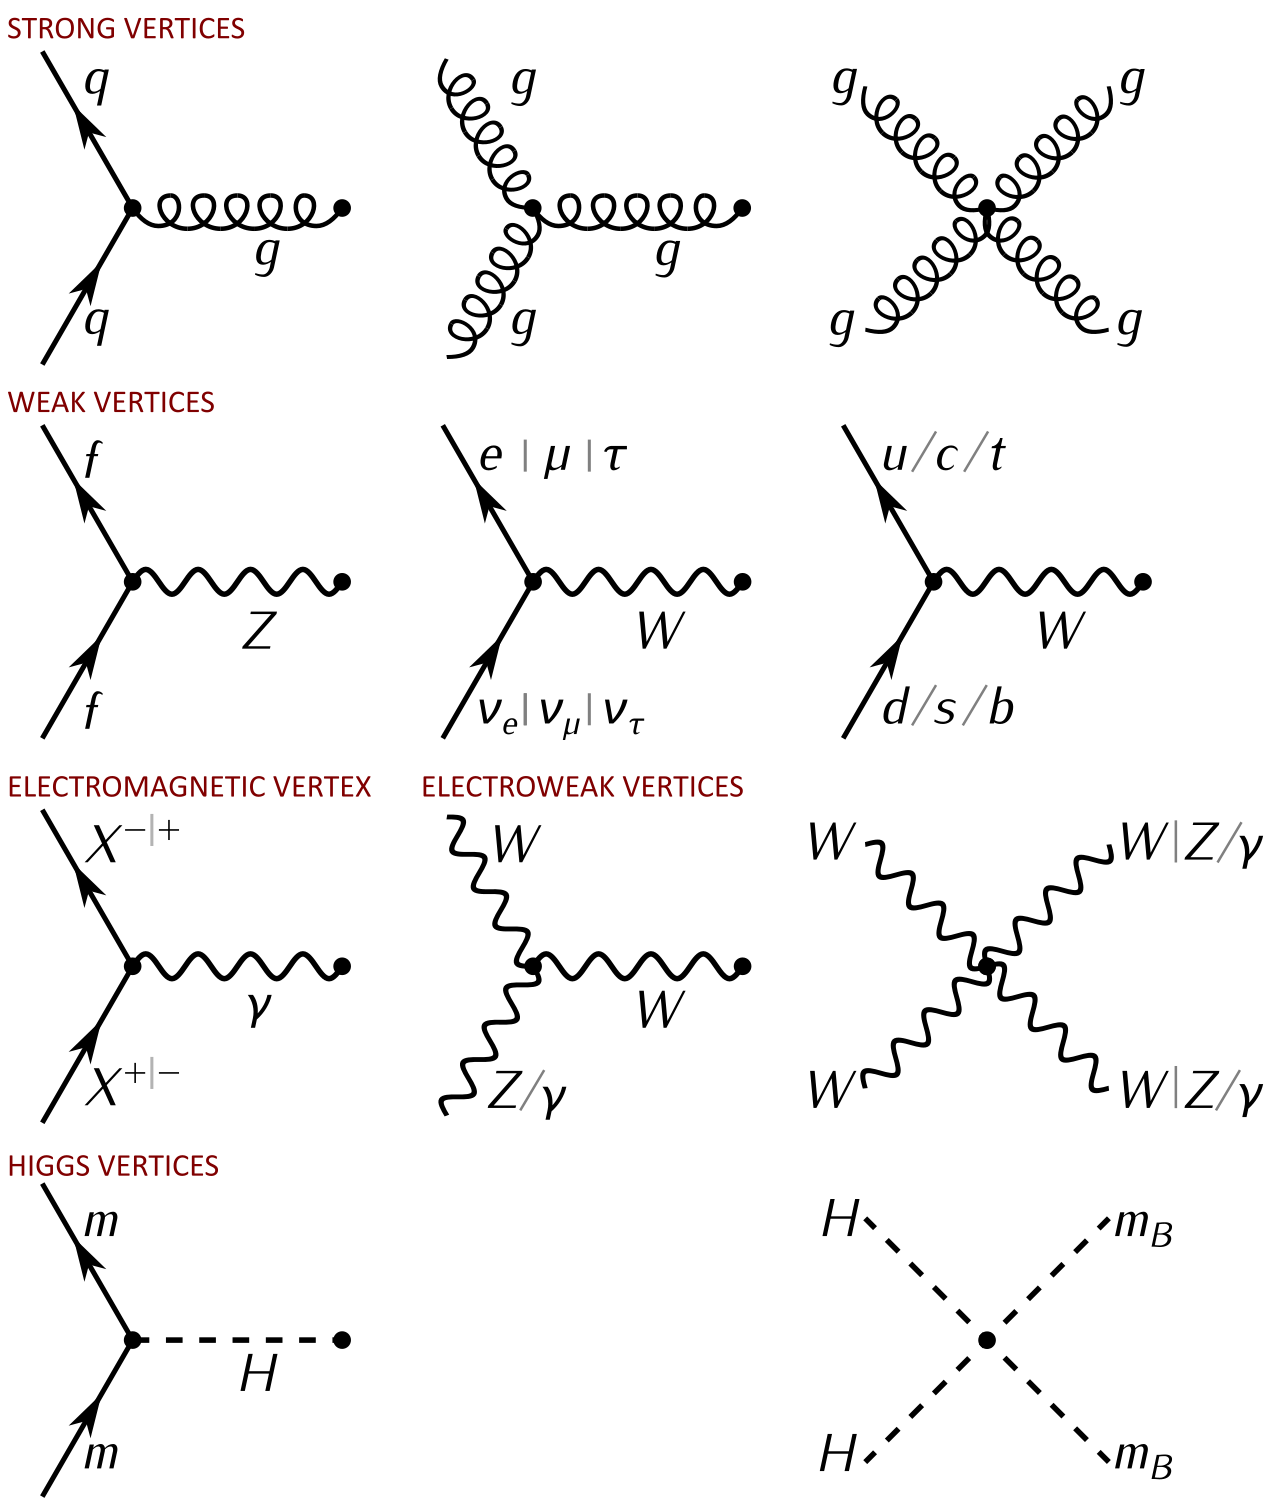 STRONG VERTICES
q
g
g
g
q
g
g
q
g
g
g
WEAK VERTICES
f
e | μ | τ
u/c/t
Z
W
W
f
νe | νμ | ντ
d/s/b
ELECTROMAGNETIC VERTEX
ELECTROWEAK VERTICES
X−|+
W
W
W|Z/γ
γ
W
X+|−
Z/γ
W
W|Z/γ
HIGGS VERTICES
m
H
mB
H
m
H
mB